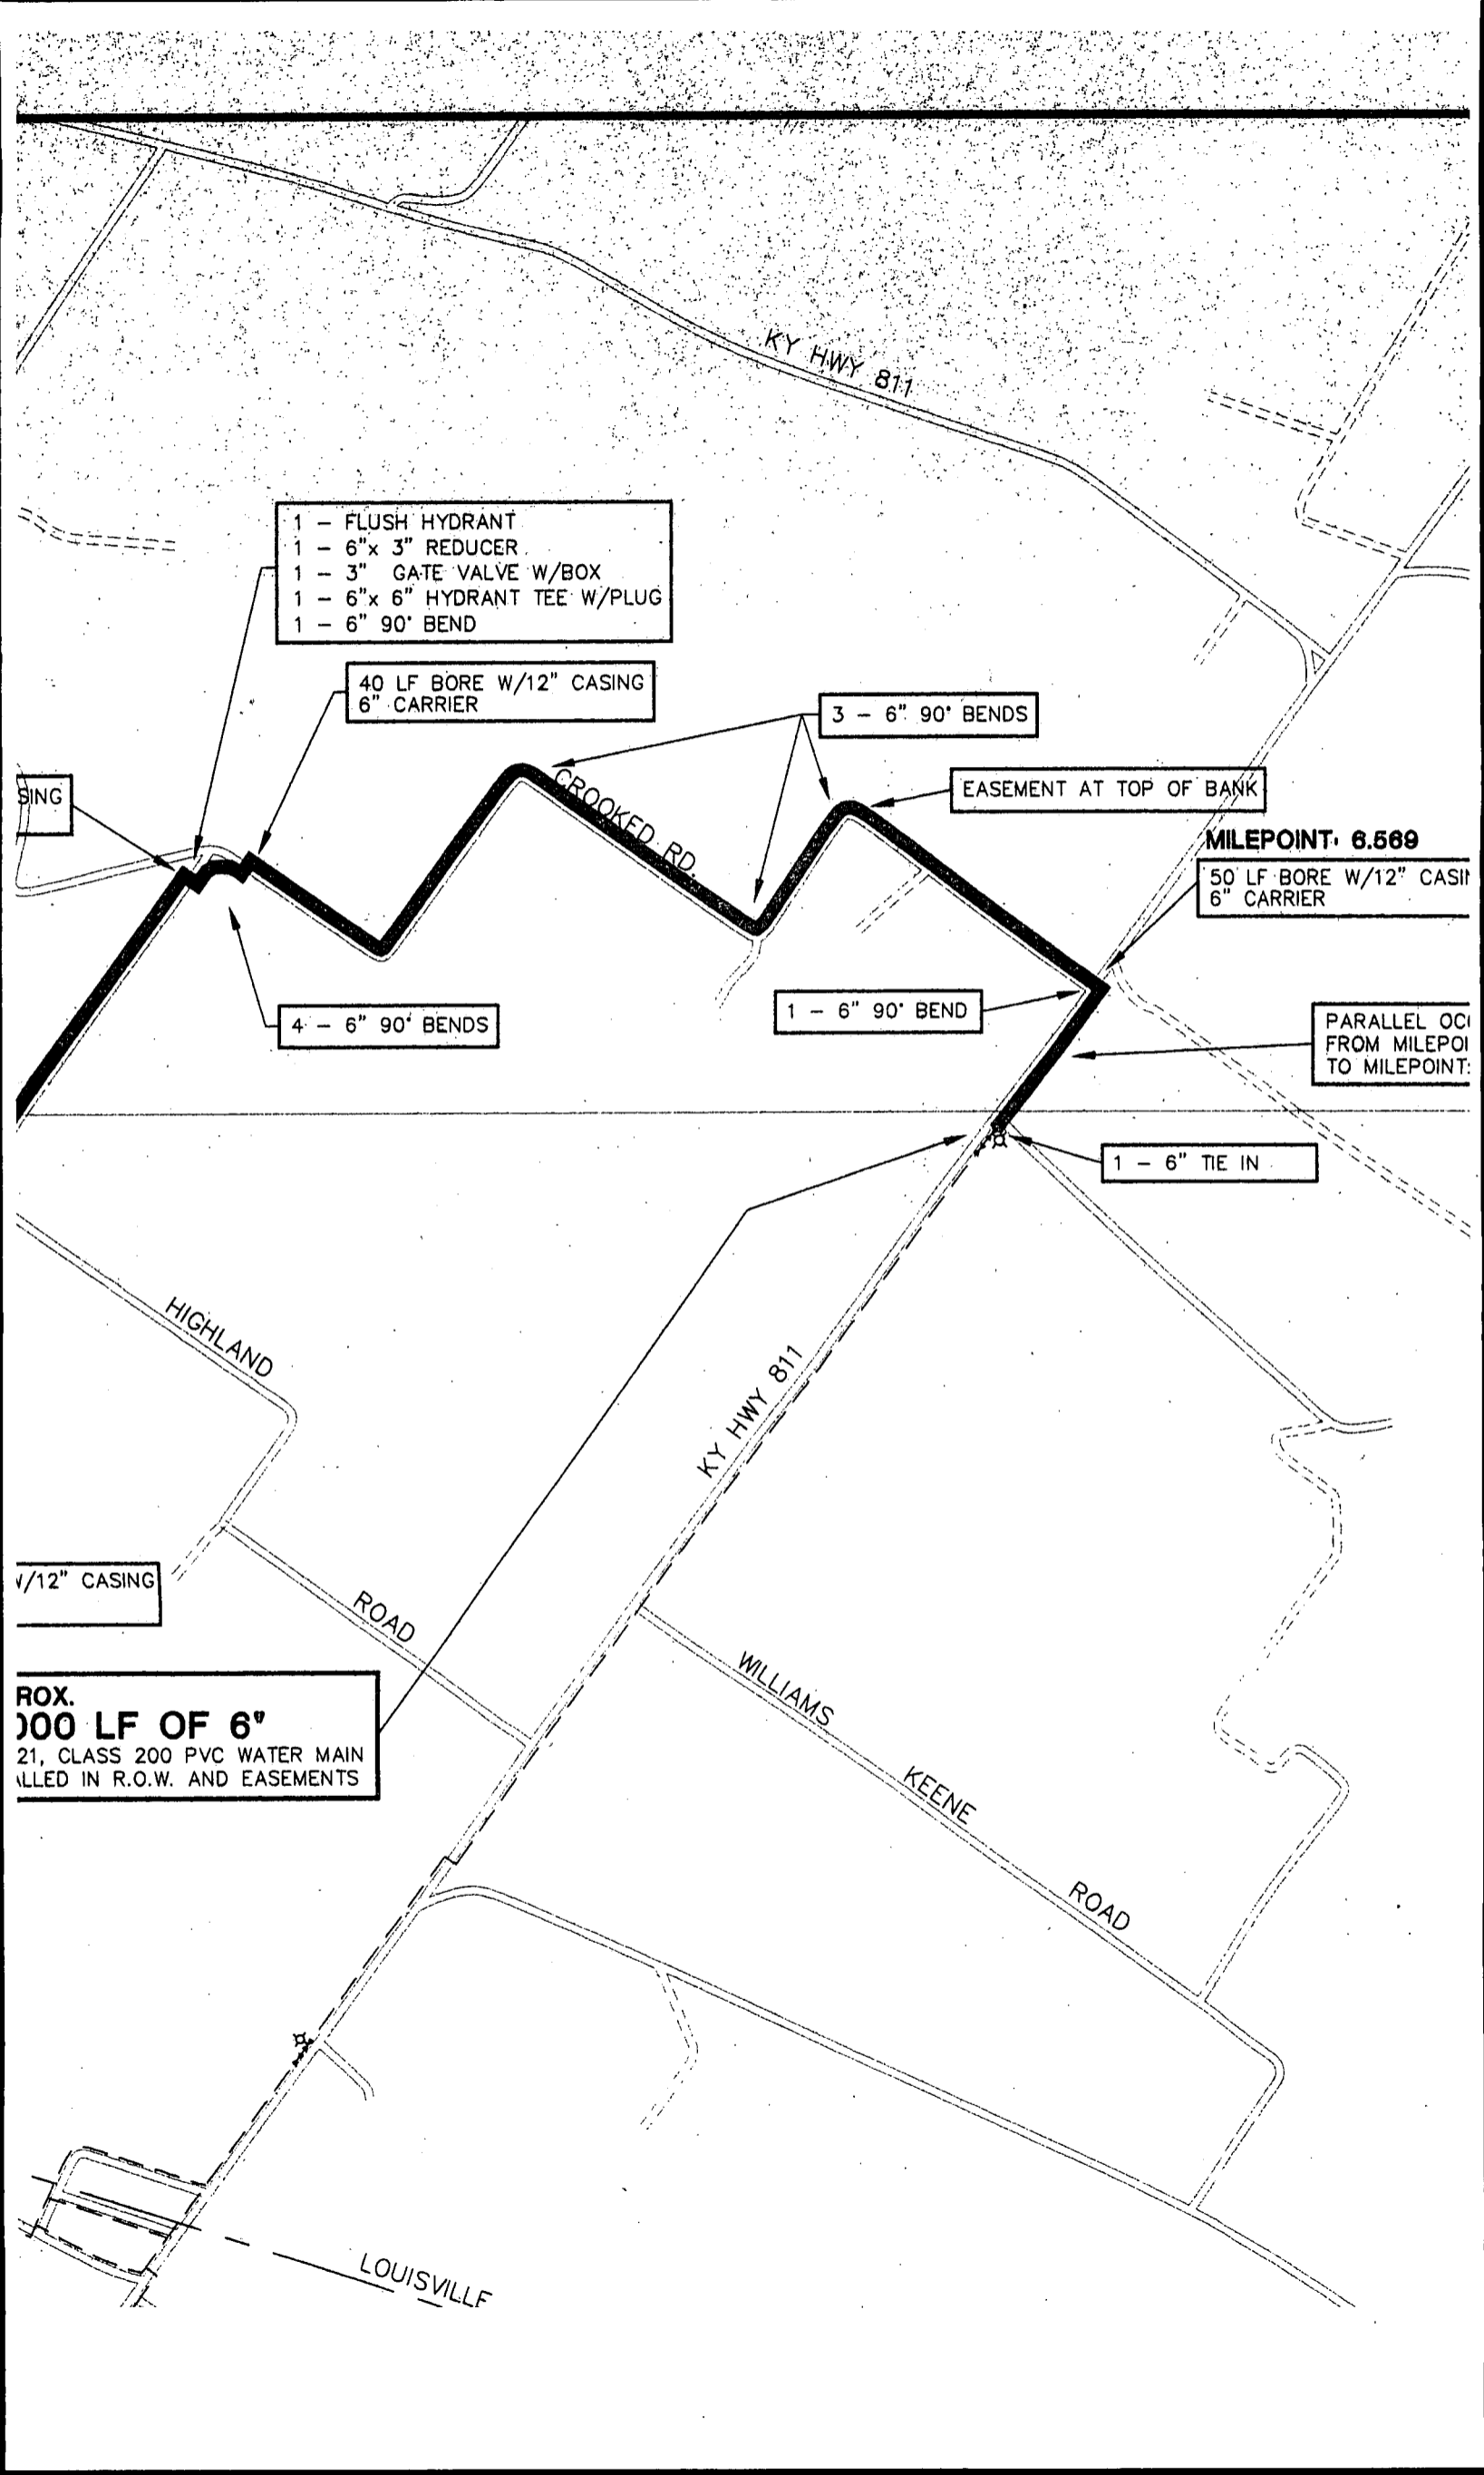 KY HWY 811
1 – FLUSH HYDRANT
1 – 6"x 3" REDUCER
1 – 3" GATE VALVE W/BOX
1 – 6"x 6" HYDRANT TEE W/PLUG
1 – 6" 90° BEND
40 LF BORE W/12" CASING
6" CARRIER
3 – 6" 90° BENDS
SING
CROOKED RD.
EASEMENT AT TOP OF BANK
MILEPOINT: 6.569
50 LF BORE W/12" CASIN
6" CARRIER
4 – 6" 90° BENDS
1 – 6" 90° BEND
PARALLEL OC
FROM MILEPOI
TO MILEPOINT:
1 – 6" TIE IN
HIGHLAND
KY HWY 811
W/12" CASING
ROAD
WILLIAMS
ROX.
000 LF OF 6"
21, CLASS 200 PVC WATER MAIN
ALLED IN R.O.W. AND EASEMENTS
KEENE
ROAD
LOUISVILLE